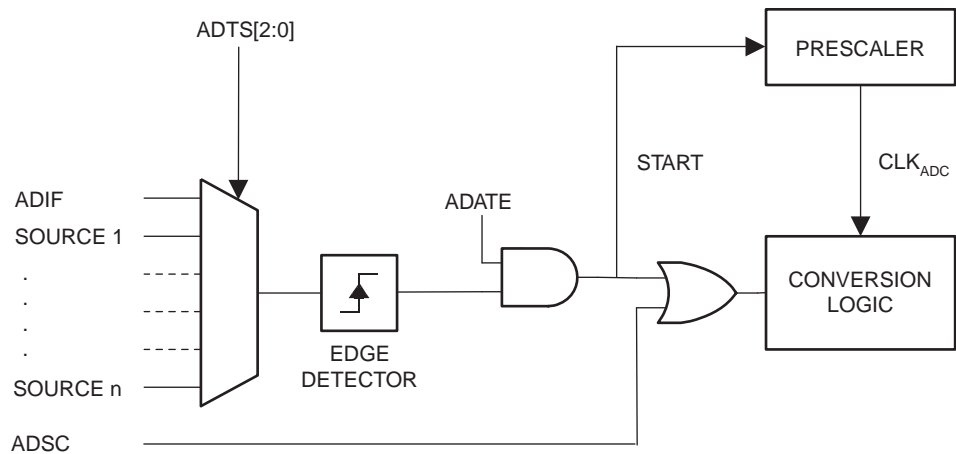 ADTS[2:0]
PRESCALER
START
CLKADC
ADIF
ADATE
SOURCE 1
.
.
.
.
CONVERSION
LOGIC
EDGE
DETECTOR
SOURCE n
ADSC